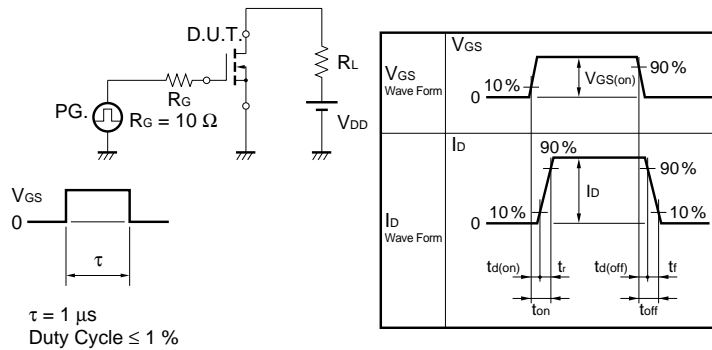 D.U.T.
RL
PG.
RG
RG = 10 Ω
VDD
VGS
0
τ
τ = 1 µs
Duty Cycle ≤ 1 %
VGS
Wave Form
VGS
10 %
0
VGS(on)
90 %
ID
Wave Form
ID
90 %
90 %
10 %
0
ID
10 %
td(on)
tr
td(off)
tf
ton
toff